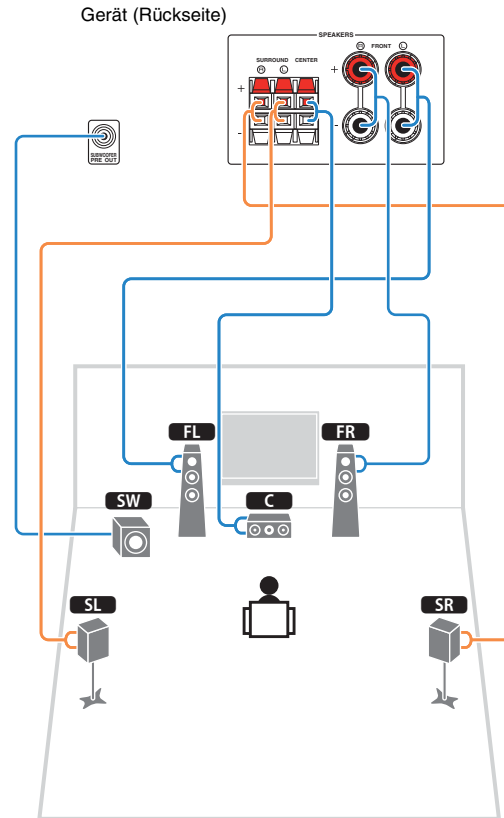 Gerät (Rückseite)
SPEAKERS
SURROUND CENTER
R L
R FRONT L
+ +
- -
SUBWOOFER
PRE OUT
FL FR
SW C
SL SR